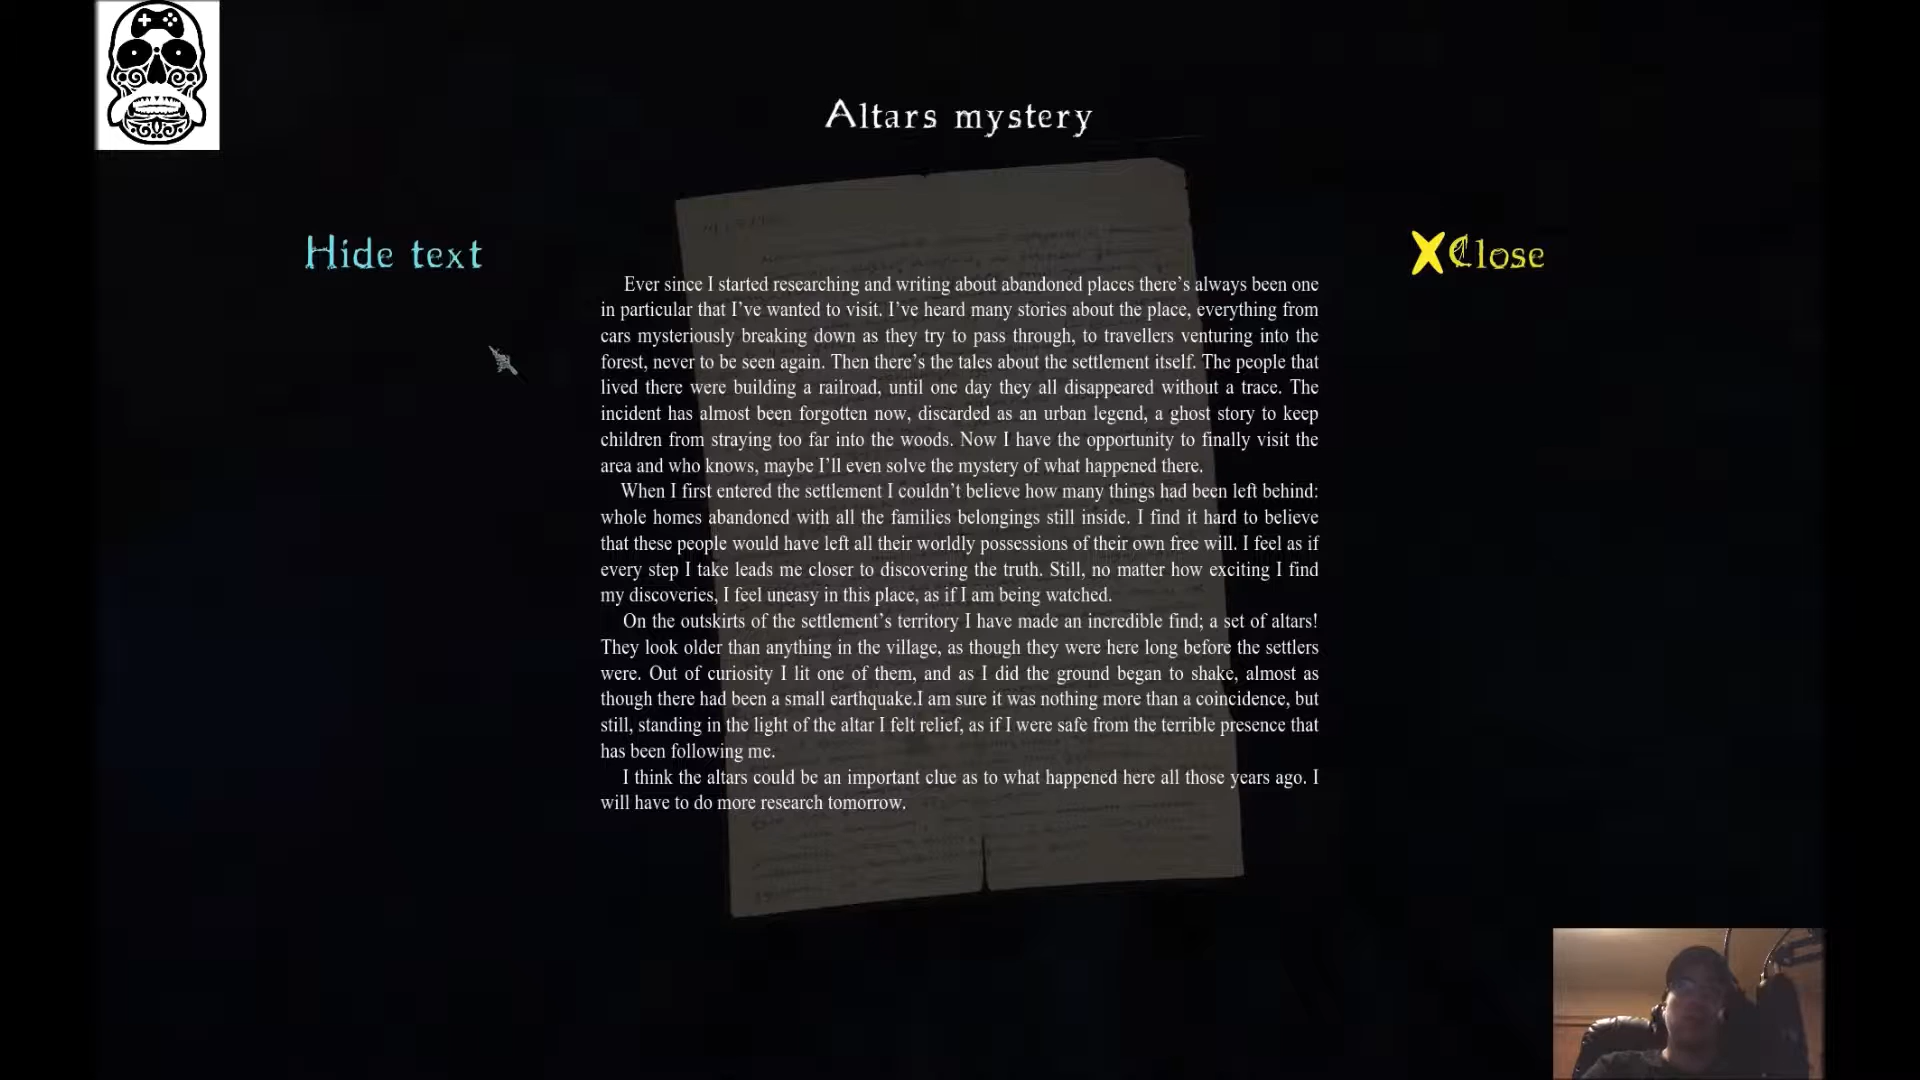 Altars mystery
Hide text
XClose
Ever since I started researching and writing about abandoned places there's always been one
in particular that I've wanted to visit. I've heard many stories about the place, everything from
cars mysteriously breaking down as they try to pass through, to travellers venturing into the
forest, never to be seen again. Then there's the tales about the settlement itself. The people that
lived there were building a railroad, until one day they all disappeared without a trace. The
incident has almost been forgotten now, discarded as an urban legend, a ghost story to keep
children from straying too far into the woods. Now I have the opportunity to finally visit the
area and who knows, maybe I'll even solve the mystery of what happened there.
When I first entered the settlement I couldn't believe how many things had been left behind:
whole homes abandoned with all the families belongings still inside. I find it hard to believe
that these people would have left all their worldly possessions of their own free will. I feel as if
every step I take leads me closer to discovering the truth. Still, no matter how exciting I find
my discoveries, I feel uneasy in this place, as if I am being watched.
On the outskirts of the settlement's territory I have made an incredible find; a set of altars!
They look older than anything in the village, as though they were here long before the settlers
were. Out of curiosity I lit one of them, and as I did the ground began to shake, almost as
though there had been a small earthquake.I am sure it was nothing more than a coincidence, but
still, standing in the light of the altar I felt relief, as if I were safe from the terrible presence that
has been following me.
I think the altars could be an important clue as to what happened here all those years ago. I
will have to do more research tomorrow.